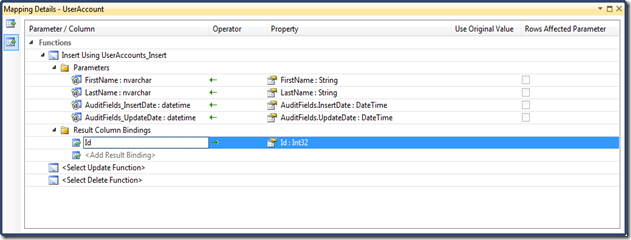 Mapping Details - UserAccount
Parameter / Column Operator Property Use Original Value Rows Affected Parameter
Functions
Insert Using UserAccounts_Insert
Parameters
FirstName : nvarchar FirstName : String
LastName : nvarchar LastName : String
AuditFields_InsertDate : datetime AuditFields.InsertDate : DateTime
AuditFields_UpdateDate : datetime AuditFields.UpdateDate : DateTime
Result Column Bindings
Id Id : Int32
<Add Result Binding>
<Select Update Function>
<Select Delete Function>